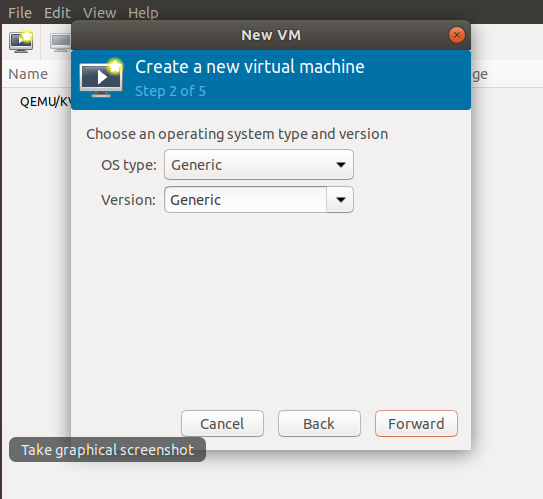 File Edit View Help
New VM
Create a new virtual machine
Step 2 of 5
Name
QEMU/KV
Choose an operating system type and version
OS type: Generic
Version: Generic
Cancel Back Forward
Take graphical screenshot